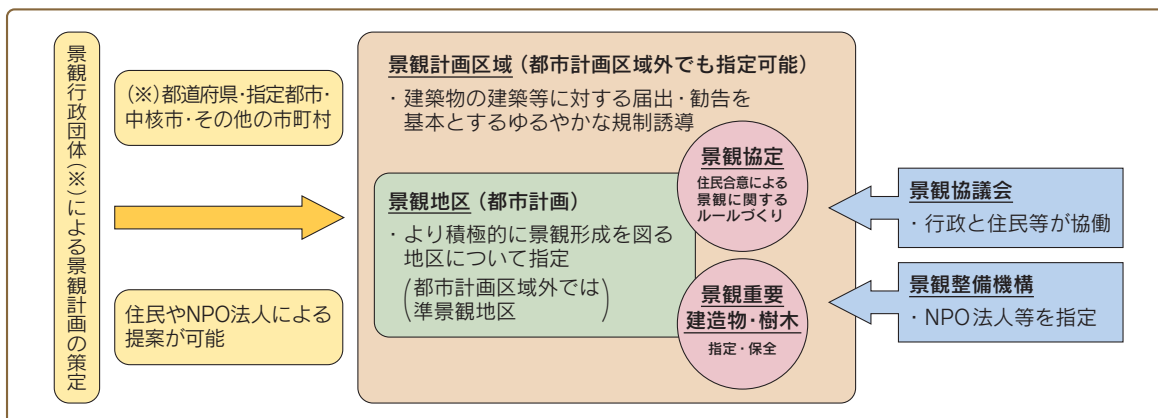 景観行政団体(※)による景観計画の策定
(※)都道府県・指定都市・
中核市・その他の市町村
住民やNPO法人による
提案が可能
景観計画区域(都市計画区域外でも指定可能)
・建築物の建築等に対する届出・勧告を
基本とするゆるやかな規制誘導
景観地区(都市計画)
・より積極的に景観形成を図る
地区について指定
(都市計画区域外では
準景観地区)
景観協定
住民合意による
景観に関する
ルールづくり
景観重要
建造物・樹木
指定・保全
景観協議会
・行政と住民等が協働
景観整備機構
・NPO法人等を指定